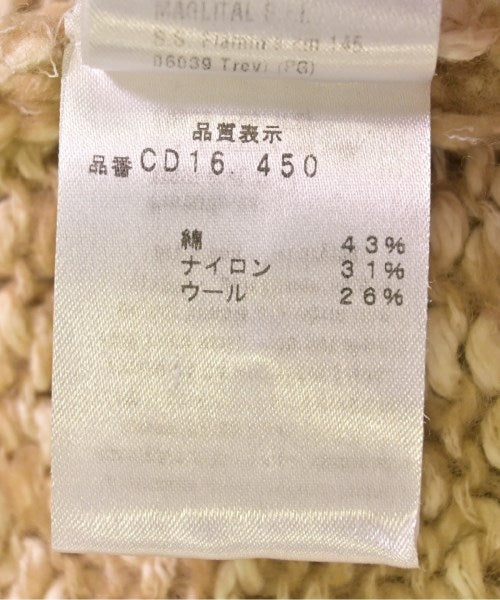 MAGLITAL S.r.l.
06039 Trevi (PG)
品質表示
品番 CD16. 450
綿 43%
ナイロン 31%
ウール 26%